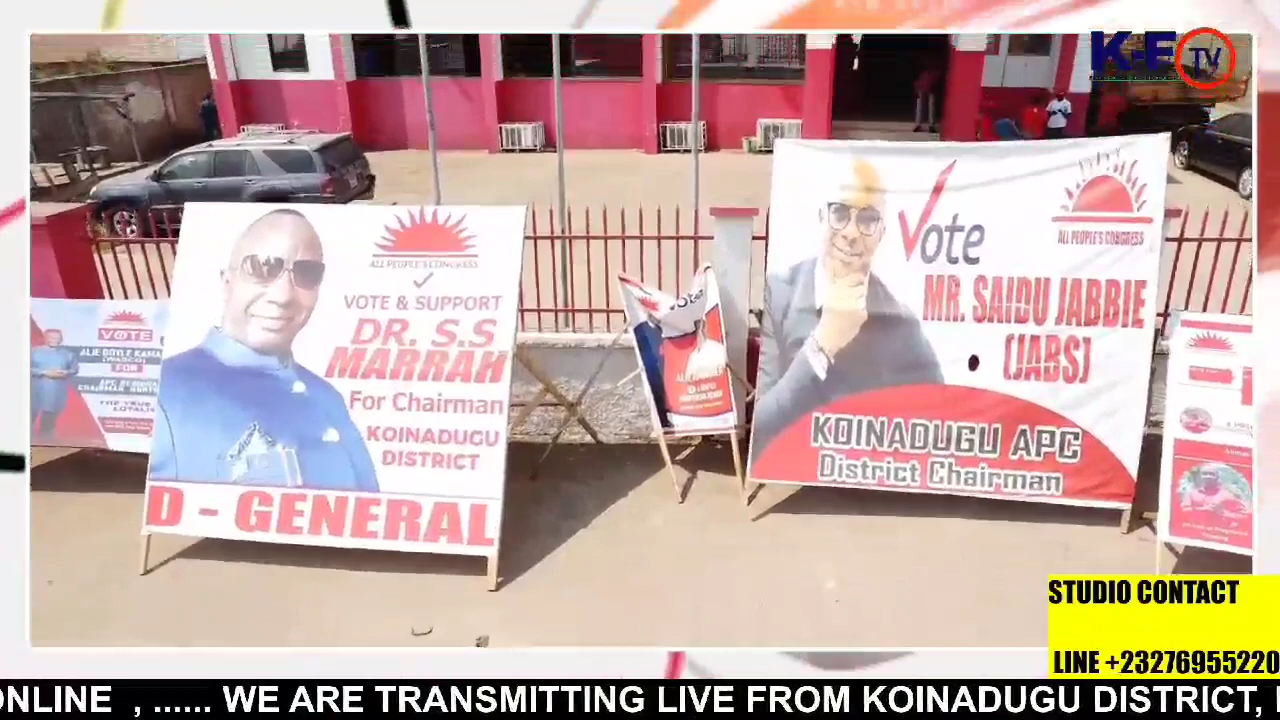 K-F TV
VOTE
ALIE BOYLE KAMARA
(WASCO)
FOR
ALL PEOPLE'S CONGRESS
VOTE & SUPPORT
DR. S.S
MARRAH
For Chairman
KOINADUGU
DISTRICT
D - GENERAL
Vote
ALL PEOPLE'S CONGRESS
Vote
MR. SAIDU JABBIE
(JABS)
KOINADUGU APC
District Chairman
STUDIO CONTACT
LINE +23276955220
ONLINE , ...... WE ARE TRANSMITTING LIVE FROM KOINADUGU DISTRICT,